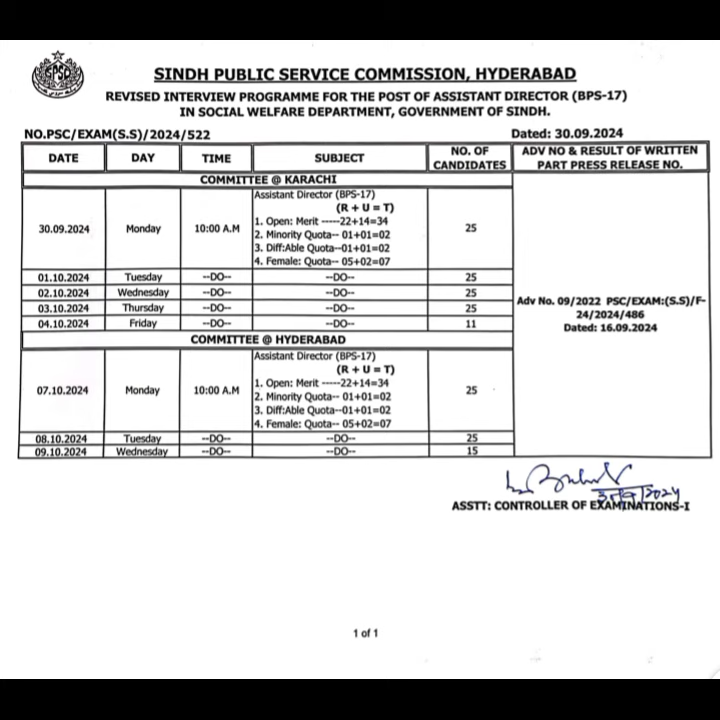 SPSC
SINDH PUBLIC SERVICE COMMISSION, HYDERABAD
REVISED INTERVIEW PROGRAMME FOR THE POST OF ASSISTANT DIRECTOR (BPS-17)
IN SOCIAL WELFARE DEPARTMENT, GOVERNMENT OF SINDH.
NO.PSC/EXAM(S.S)/2024/522 Dated: 30.09.2024
DATE DAY TIME SUBJECT NO. OF CANDIDATES ADV NO & RESULT OF WRITTEN PART PRESS RELEASE NO.
COMMITTEE @ KARACHI
30.09.2024 Monday 10:00 A.M
Assistant Director (BPS-17)
(R + U = T)
1. Open: Merit -----22+14=34
2. Minority Quota-- 01+01=02
3. Diff:Able Quota--01+01=02
4. Female: Quota-- 05+02=07
25
01.10.2024 Tuesday --DO-- --DO-- 25
02.10.2024 Wednesday --DO-- --DO-- 25
03.10.2024 Thursday --DO-- --DO-- 25
04.10.2024 Friday --DO-- --DO-- 11
Adv No. 09/2022 PSC/EXAM:(S.S)/F-
24/2024/486
Dated: 16.09.2024
COMMITTEE @ HYDERABAD
07.10.2024 Monday 10:00 A.M
Assistant Director (BPS-17)
(R + U = T)
1. Open: Merit -----22+14=34
2. Minority Quota-- 01+01=02
3. Diff:Able Quota--01+01=02
4. Female: Quota-- 05+02=07
25
08.10.2024 Tuesday --DO-- --DO-- 25
09.10.2024 Wednesday --DO-- --DO-- 15
ASSTT: CONTROLLER OF EXAMINATIONS-I
1 of 1